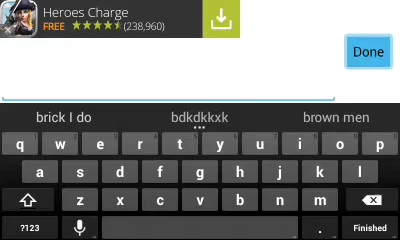 Heroes Charge
FREE (238,960)
Done
brick I do bdkdkkxk brown men
q w e r t y u i o p
a s d f g h j k l
z x c v b n m
?123 . Finished